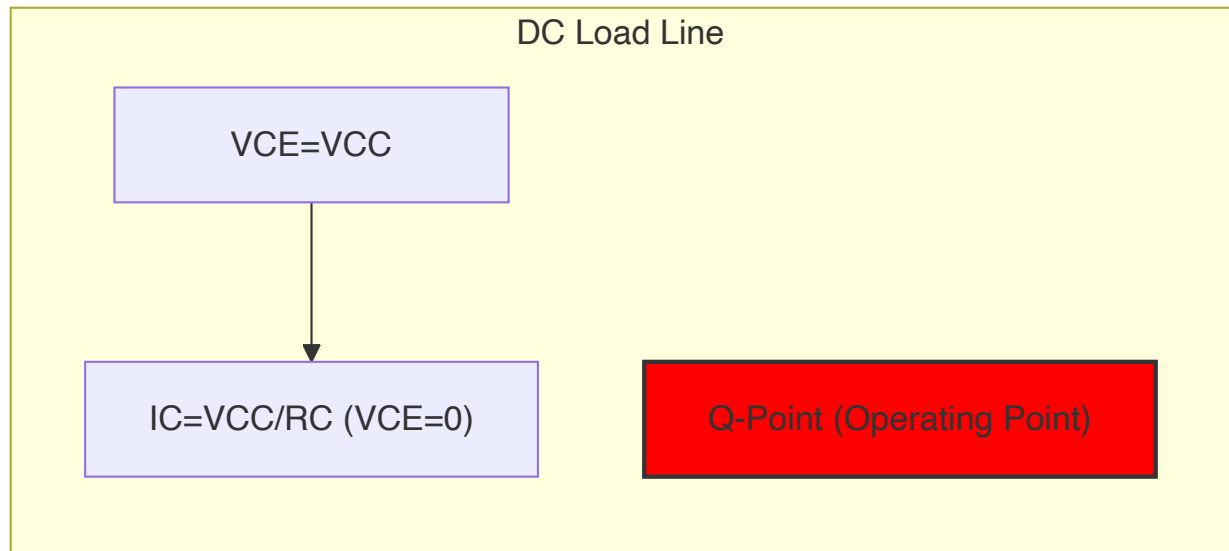 DC Load Line
VCE=VCC
IC=VCC/RC (VCE=0)
Q-Point (Operating Point)